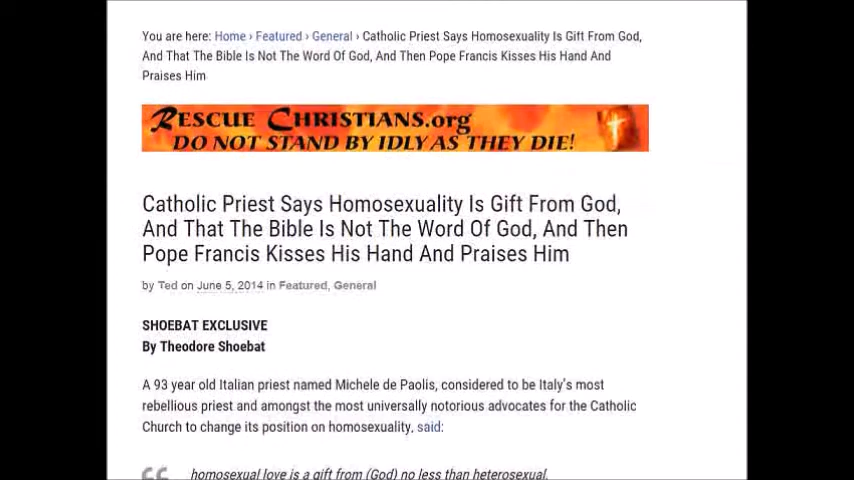 You are here: Home › Featured › General › Catholic Priest Says Homosexuality Is Gift From God,
And That The Bible Is Not The Word Of God, And Then Pope Francis Kisses His Hand And
Praises Him
RESCUE CHRISTIANS.org
DO NOT STAND BY IDLY AS THEY DIE!
Catholic Priest Says Homosexuality Is Gift From God,
And That The Bible Is Not The Word Of God, And Then
Pope Francis Kisses His Hand And Praises Him
by Ted on June 5, 2014 in Featured, General
SHOEBAT EXCLUSIVE
By Theodore Shoebat
A 93 year old Italian priest named Michele de Paolis, considered to be Italy's most
rebellious priest and amongst the most universally notorious advocates for the Catholic
Church to change its position on homosexuality, said:
homosexual love is a gift from (God) no less than heterosexual.